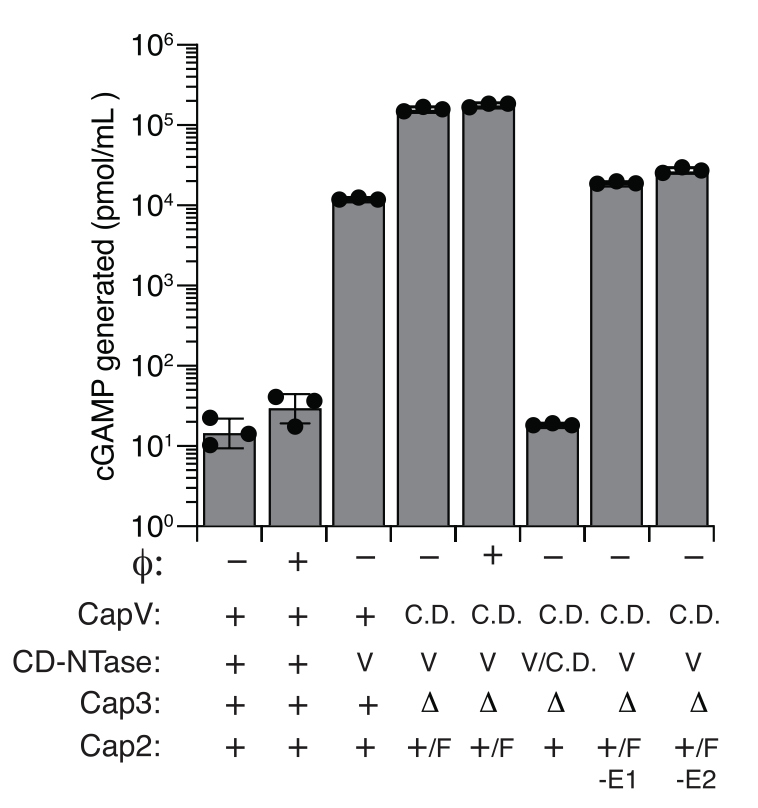 cGAMP generated (pmol/mL )
10⁶
10⁵
10⁴
10³
10²
10¹
10⁰
ϕ: − + − − + − − −
CapV: + + + C.D. C.D. C.D. C.D. C.D.
CD-NTase: + + V V V V/C.D. V V
Cap3: + + + Δ Δ Δ Δ Δ
Cap2: + + + +/F +/F + +/F +/F
-E1 -E2